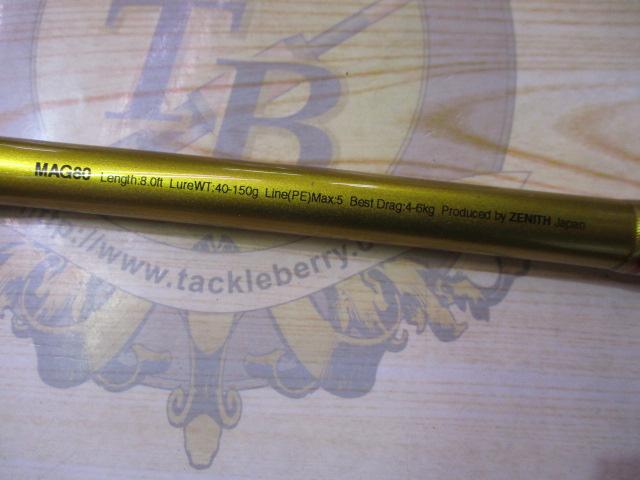 TB
MAG80 Length:8.0ft LureWT:40-150g Line(PE)Max:5 Best Drag:4-6kg Produced by ZENITH Japan
http://www.tackleberry.c